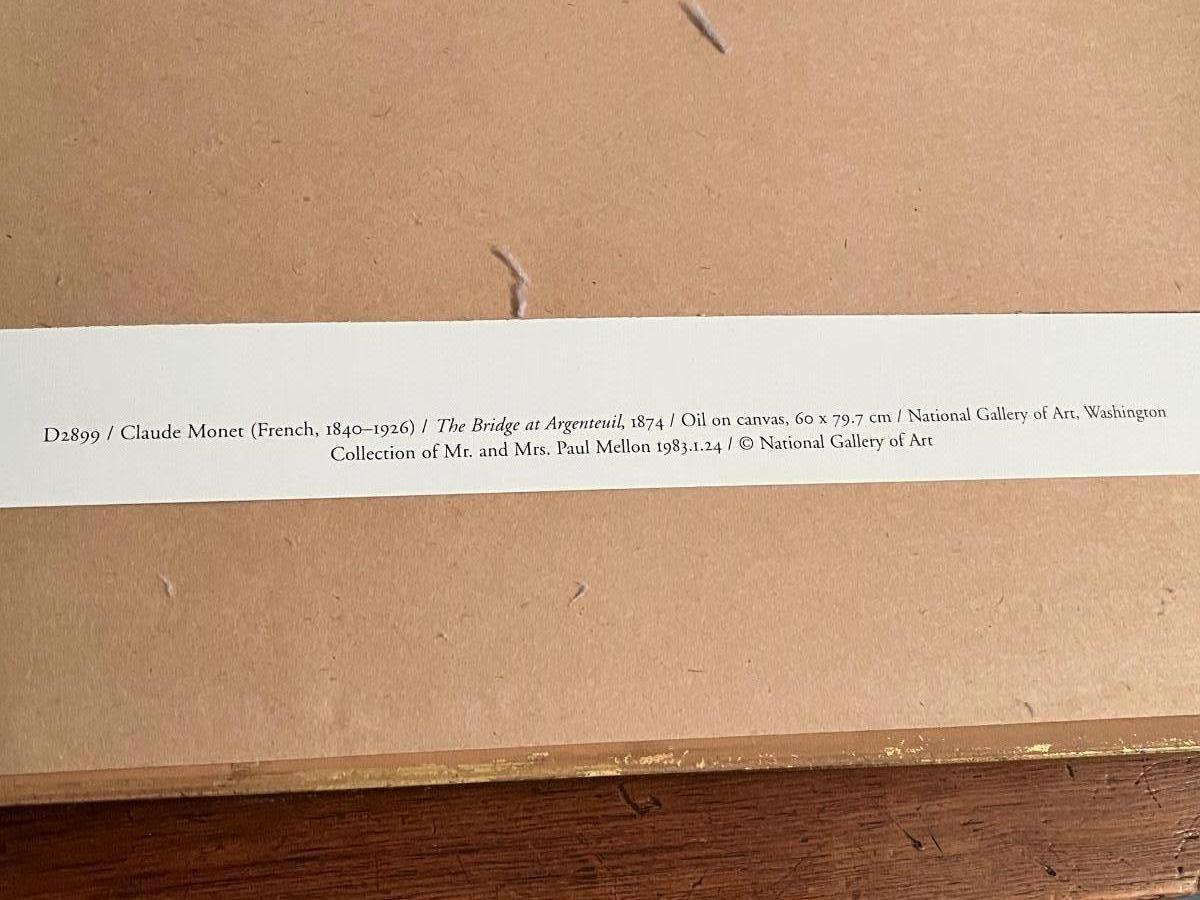 D2899 / Claude Monet (French, 1840–1926) / The Bridge at Argenteuil, 1874 / Oil on canvas, 60 x 79.7 cm / National Gallery of Art, Washington
Collection of Mr. and Mrs. Paul Mellon 1983.1.24 / © National Gallery of Art